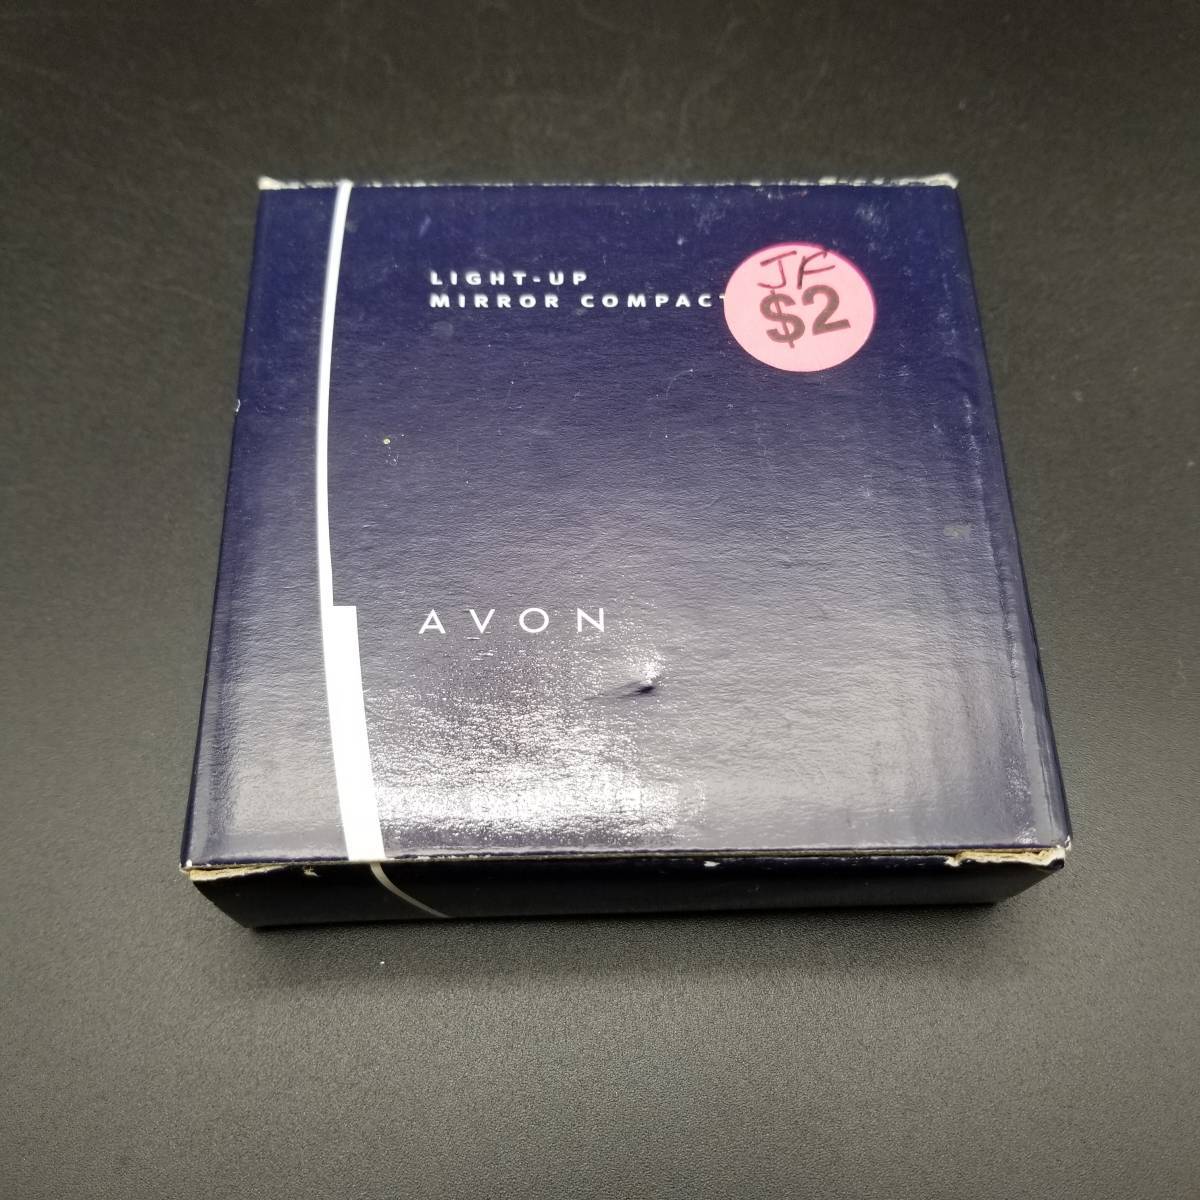 LIGHT-UP
MIRROR COMPACT
JF
$2
AVON